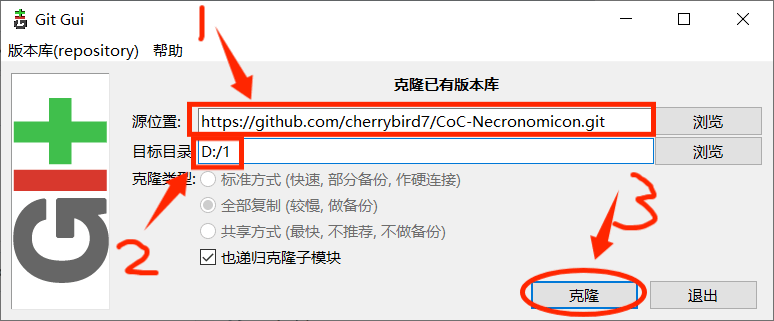 Git Gui
1
版本库(repository) 帮助
克隆已有版本库
源位置: https://github.com/cherrybird7/CoC-Necronomicon.git 浏览
目标目录 D:/1 浏览
克隆类型: 标准方式 (快速, 部分备份, 作硬连接)
全部复制 (较慢, 做备份)
共享方式 (最快, 不推荐, 不做备份)
2
3
也递归克隆子模块
克隆 退出
Git